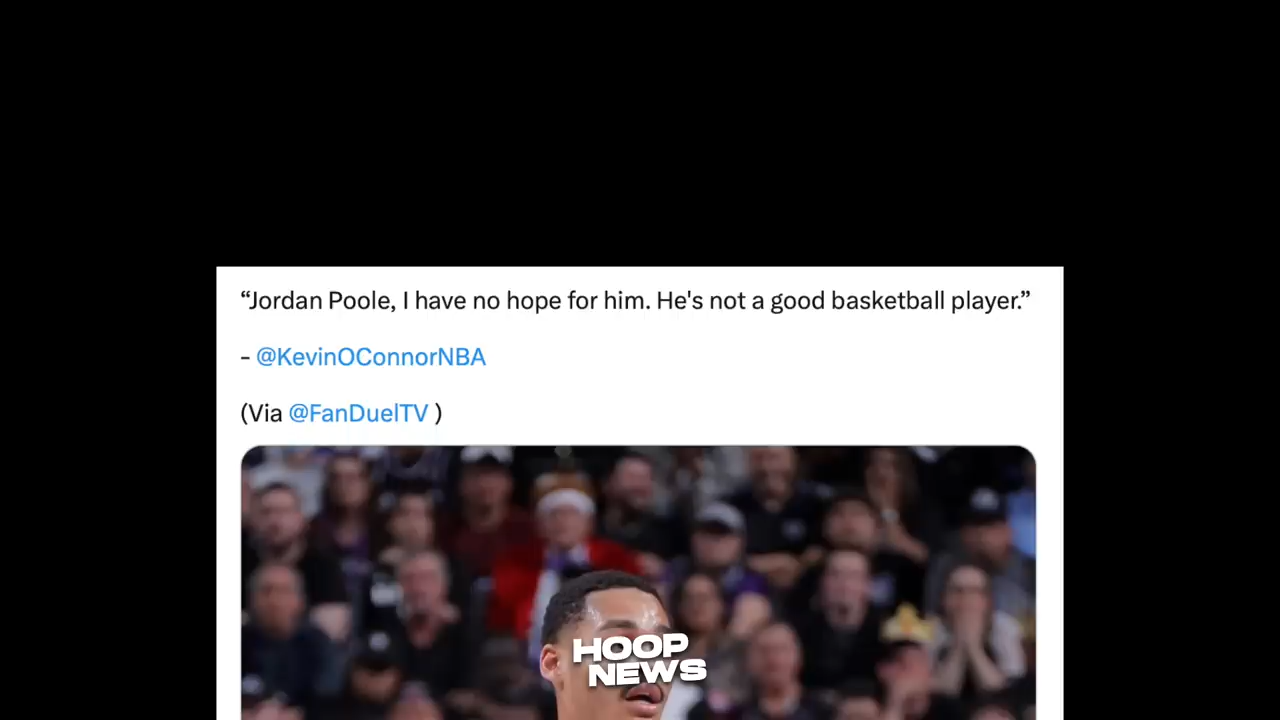 “Jordan Poole, I have no hope for him. He's not a good basketball player.”
– @KevinOConnorNBA
(Via @FanDuelTV )
HOOP
NEWS